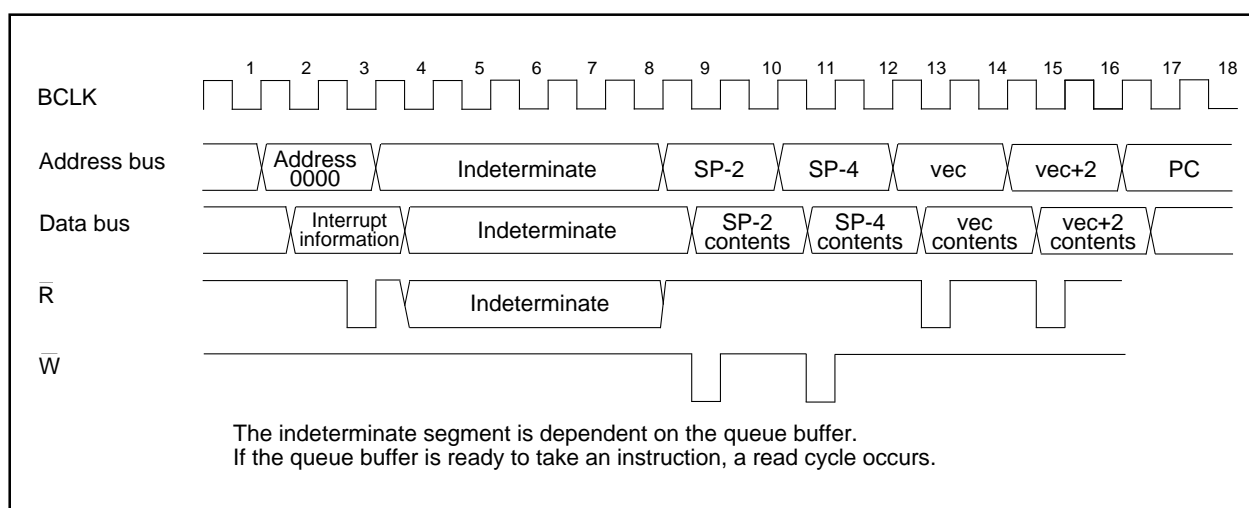 1 2 3 4 5 6 7 8 9 10 11 12 13 14 15 16 17 18
BCLK
Address bus
Address
0000
Indeterminate
SP-2
SP-4
vec
vec+2
PC
Data bus
Interrupt
information
Indeterminate
SP-2
contents
SP-4
contents
vec
contents
vec+2
contents
R̅
Indeterminate
W̅
The indeterminate segment is dependent on the queue buffer.
If the queue buffer is ready to take an instruction, a read cycle occurs.